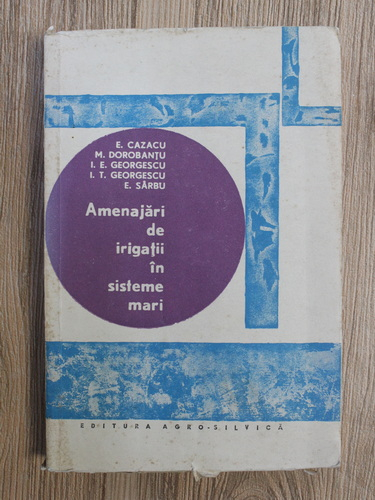 E. CAZACU
M. DOROBANȚU
I. E. GEORGESCU
I. T. GEORGESCU
E. SÂRBU
Amenajări
de
irigații
în
sisteme
mari
EDITURA AGRO-SILVICĂ